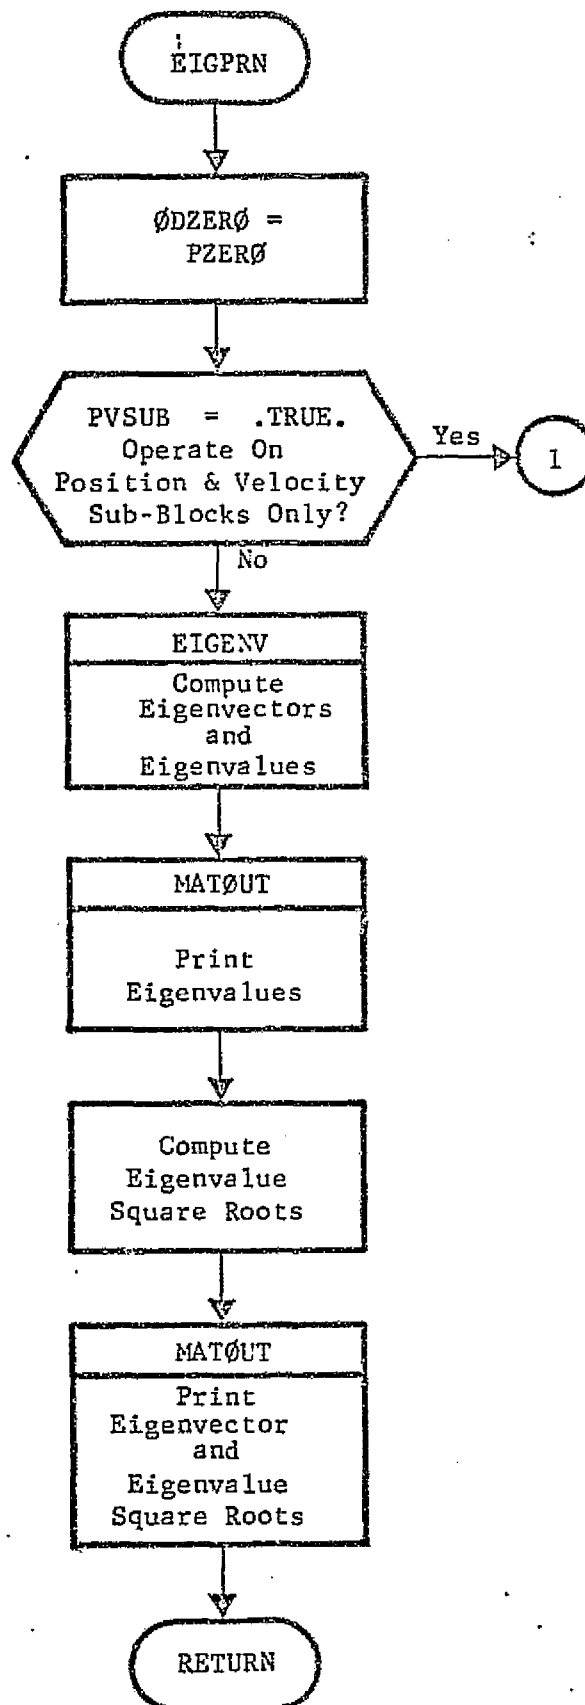 EIGPRN
ØDZERØ =
PZERØ
PVSUB = .TRUE.
Operate On
Position & Velocity
Sub-Blocks Only?
Yes
1
No
EIGENV
Compute
Eigenvectors
and
Eigenvalues
MATØUT
Print
Eigenvalues
Compute
Eigenvalue
Square Roots
MATØUT
Print
Eigenvector
and
Eigenvalue
Square Roots
RETURN